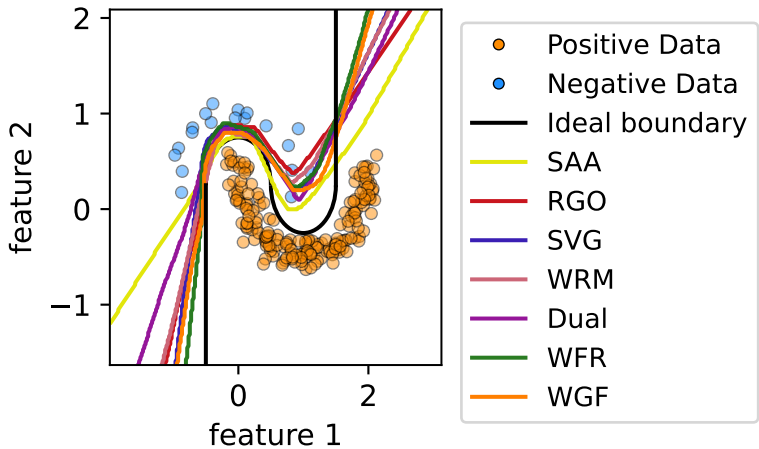 2
1
0
−1
feature 2
0
2
feature 1
Positive Data
Negative Data
Ideal boundary
SAA
RGO
SVG
WRM
Dual
WFR
WGF